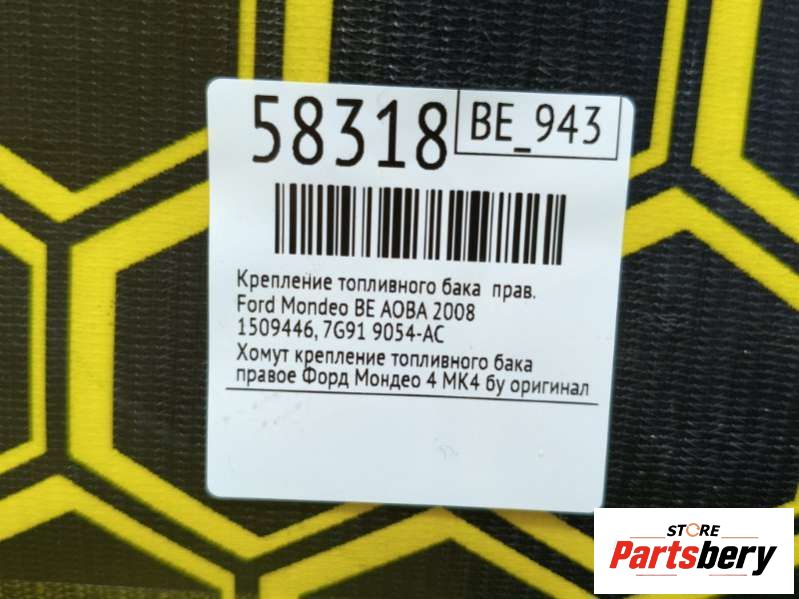 58318
BE_943
Крепление топливного бака прав.
Ford Mondeo BE AOBA 2008
1509446, 7G91 9054-AC
Хомут крепление топливного бака
правое Форд Мондео 4 МК4 бу оригинал
STORE
Partsbery